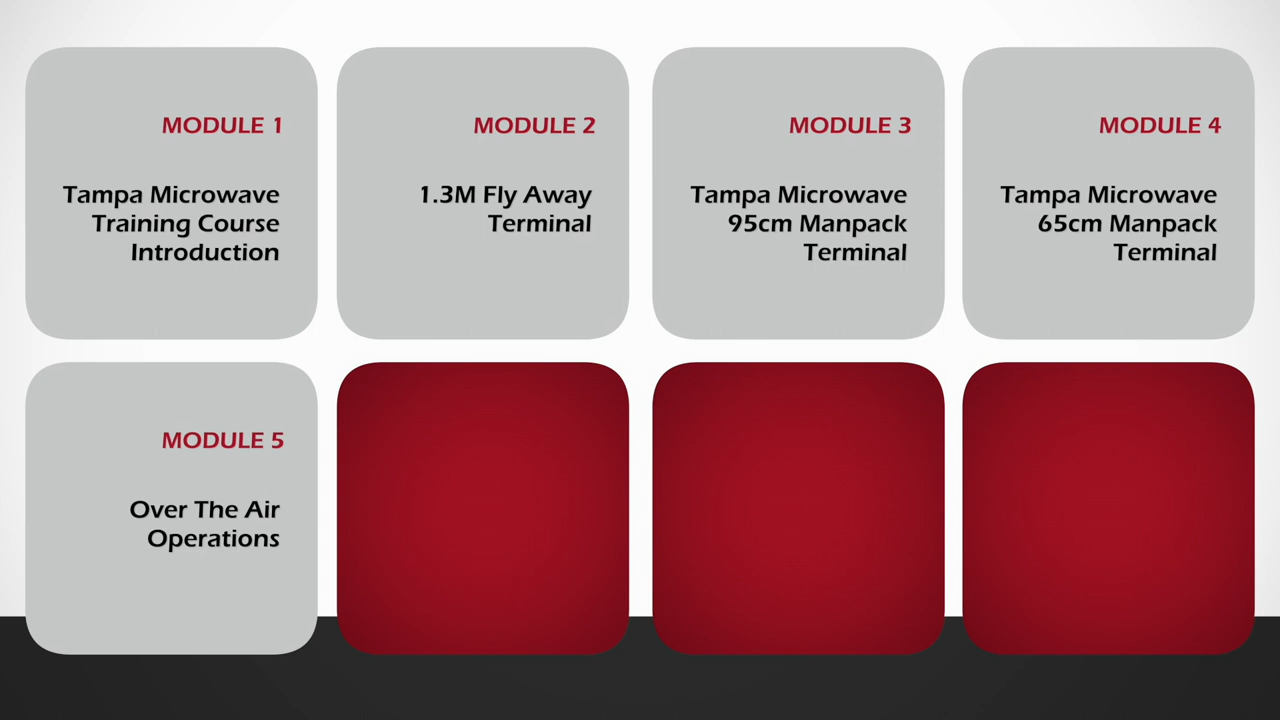 MODULE 1
Tampa Microwave
Training Course
Introduction
MODULE 2
1.3M Fly Away
Terminal
MODULE 3
Tampa Microwave
95cm Manpack
Terminal
MODULE 4
Tampa Microwave
65cm Manpack
Terminal
MODULE 5
Over The Air
Operations